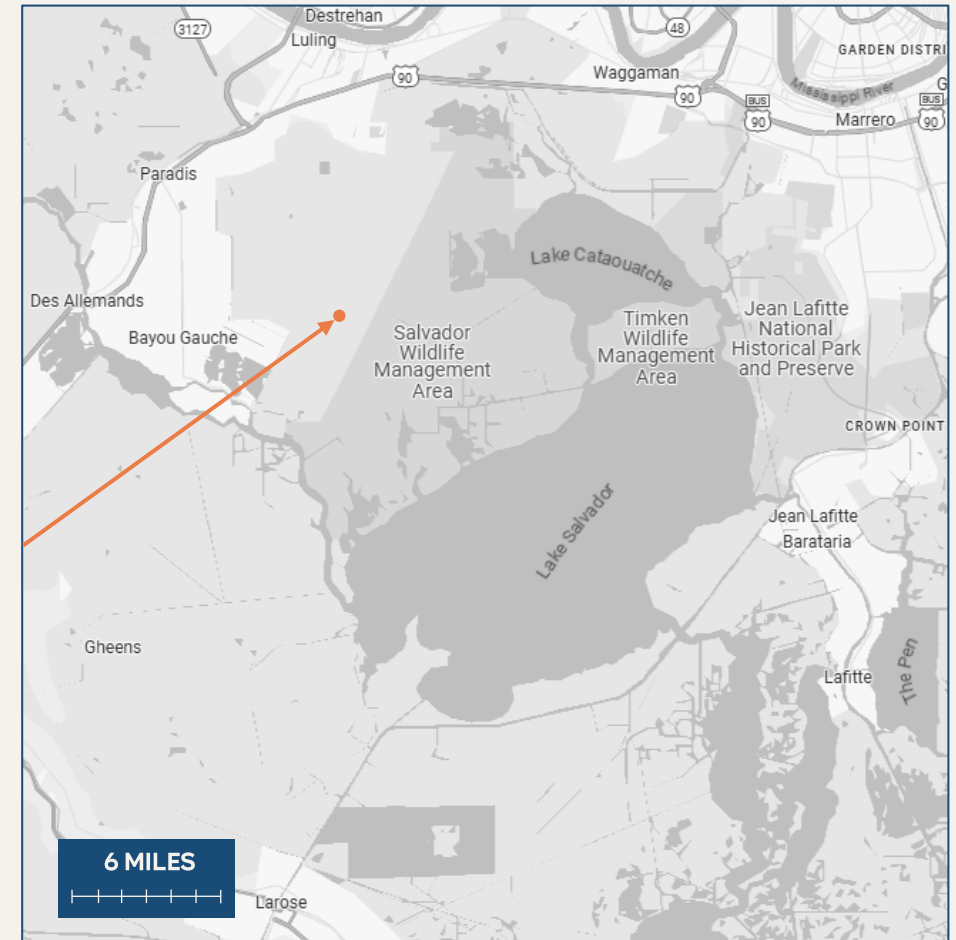 Destrehan
3127
Luling
48
GARDEN DISTRI
90
Waggaman
90
Mississippi River
G
BUS
90
BUS
90
Marrero
Paradis
Lake Cataouatche
Des Allemands
Bayou Gauche
Salvador
Wildlife
Management
Area
Timken
Wildlife
Management
Area
Jean Lafitte
National
Historical Park
and Preserve
CROWN POINT
Lake Salvador
Jean Lafitte
Barataria
Gheens
The Pen
Lafitte
6 MILES
Larose